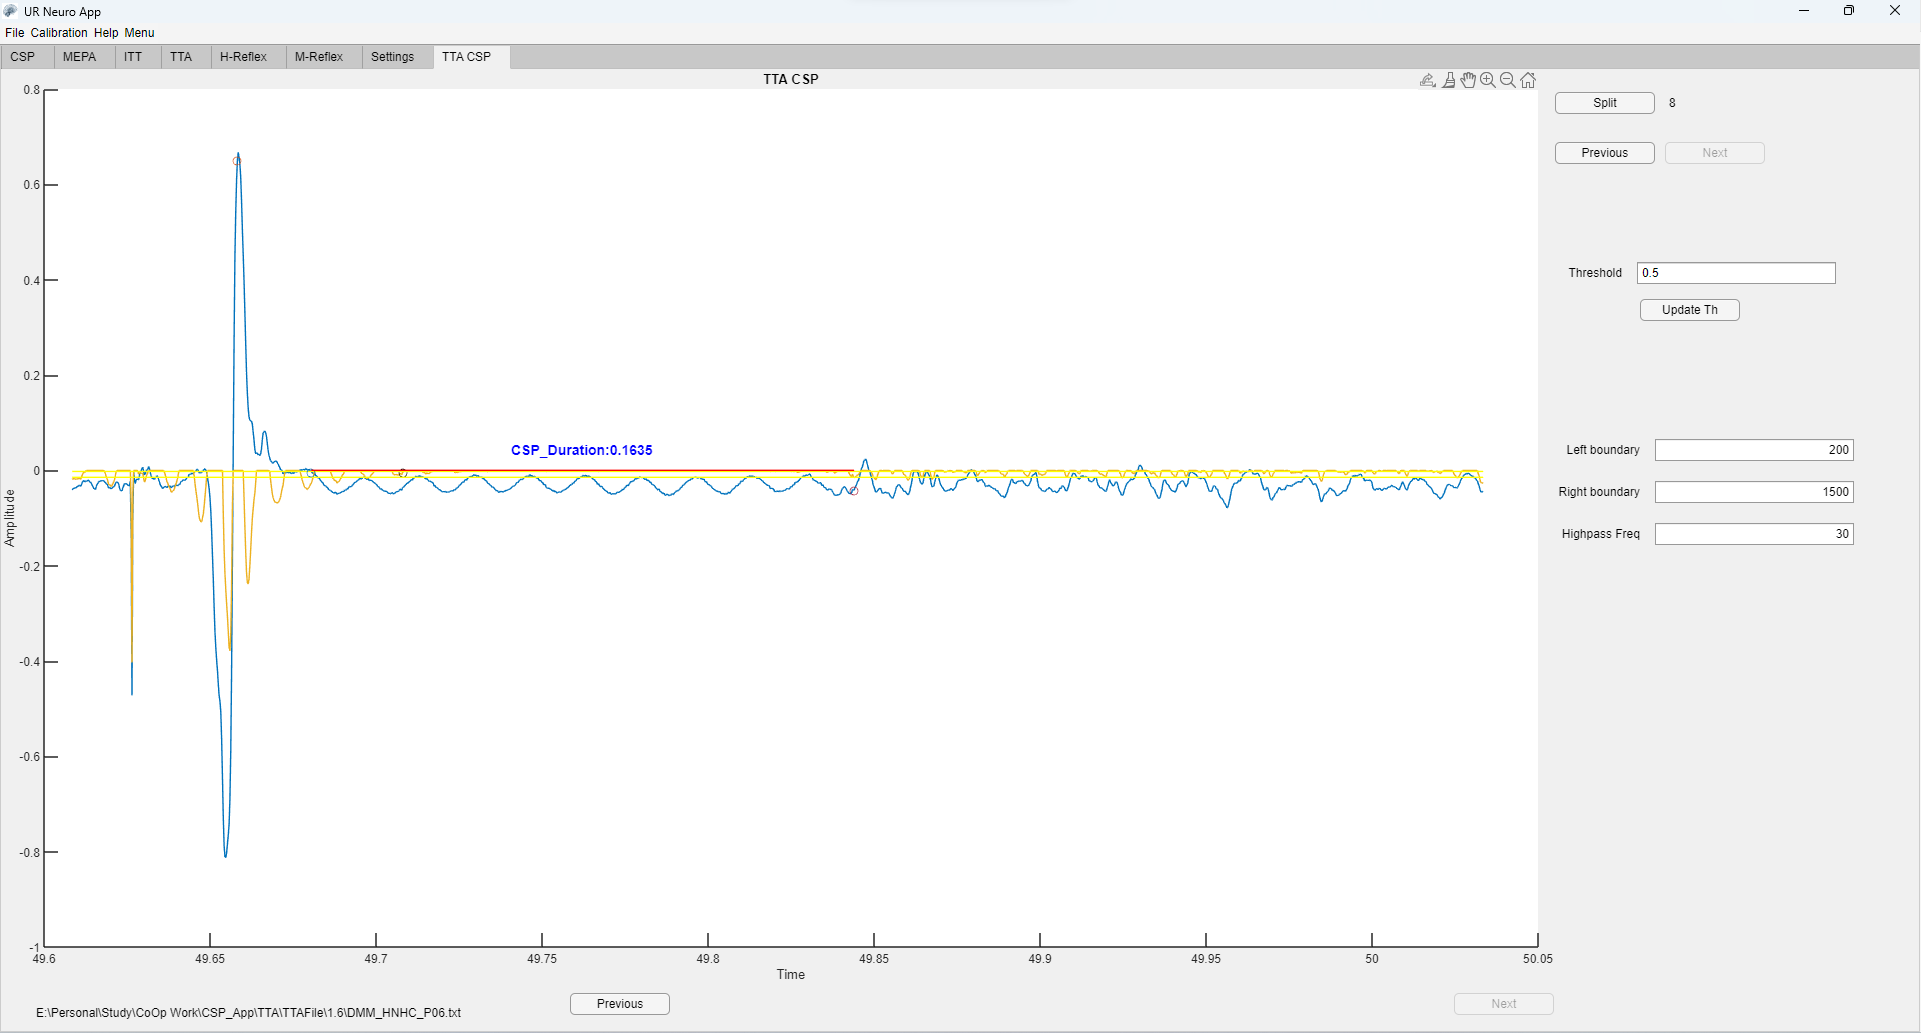 UR Neuro App
File Calibration Help Menu
CSP MEPA ITT TTA H-Reflex M-Reflex Settings TTA CSP
TTA CSP
Split 8
Previous Next
Threshold 0.5
Update Th
Left boundary 200
Right boundary 1500
Highpass Freq 30
0.8
0.6
0.4
0.2
0
-0.2
-0.4
-0.6
-0.8
-1
Amplitude
CSP_Duration:0.1635
49.6 49.65 49.7 49.75 49.8 49.85 49.9 49.95 50 50.05
Time
Previous Next
E:\Personal\Study\CoOp Work\CSP_App\TTA\TTAFile\1.6\DMM_HNHC_P06.txt